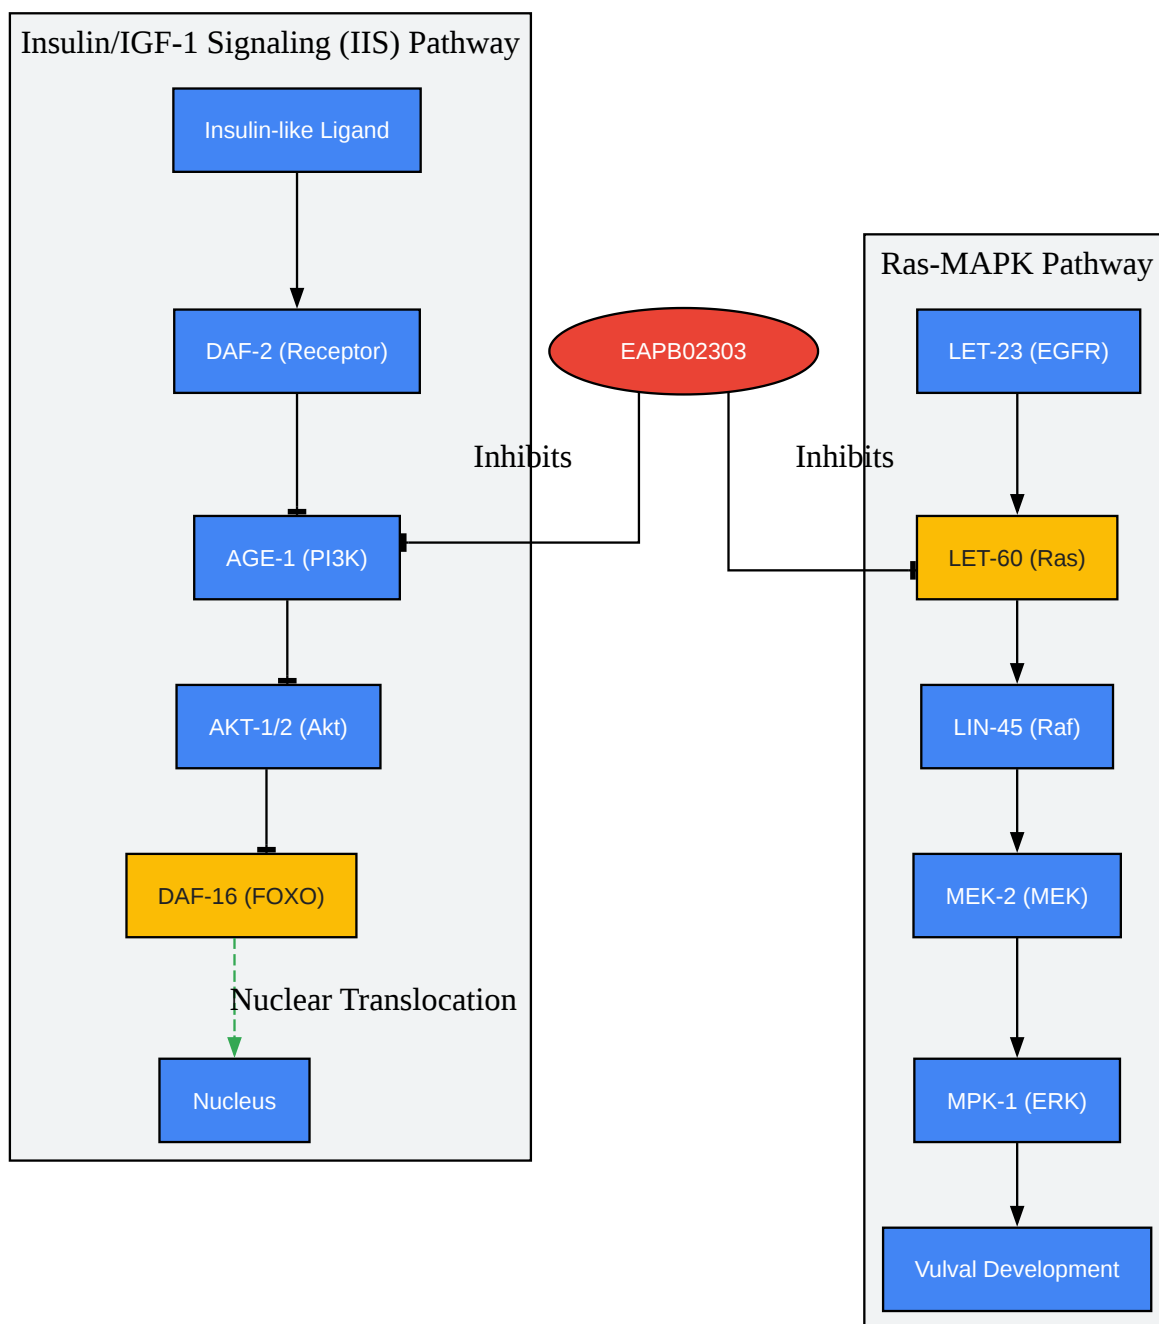 Insulin/IGF-1 Signaling (IIS) Pathway
Insulin-like Ligand
DAF-2 (Receptor)
AGE-1 (PI3K)
AKT-1/2 (Akt)
DAF-16 (FOXO)
Nuclear Translocation
Nucleus
EAPB02303
Inhibits
Inhibits
Ras-MAPK Pathway
LET-23 (EGFR)
LET-60 (Ras)
LIN-45 (Raf)
MEK-2 (MEK)
MPK-1 (ERK)
Vulval Development